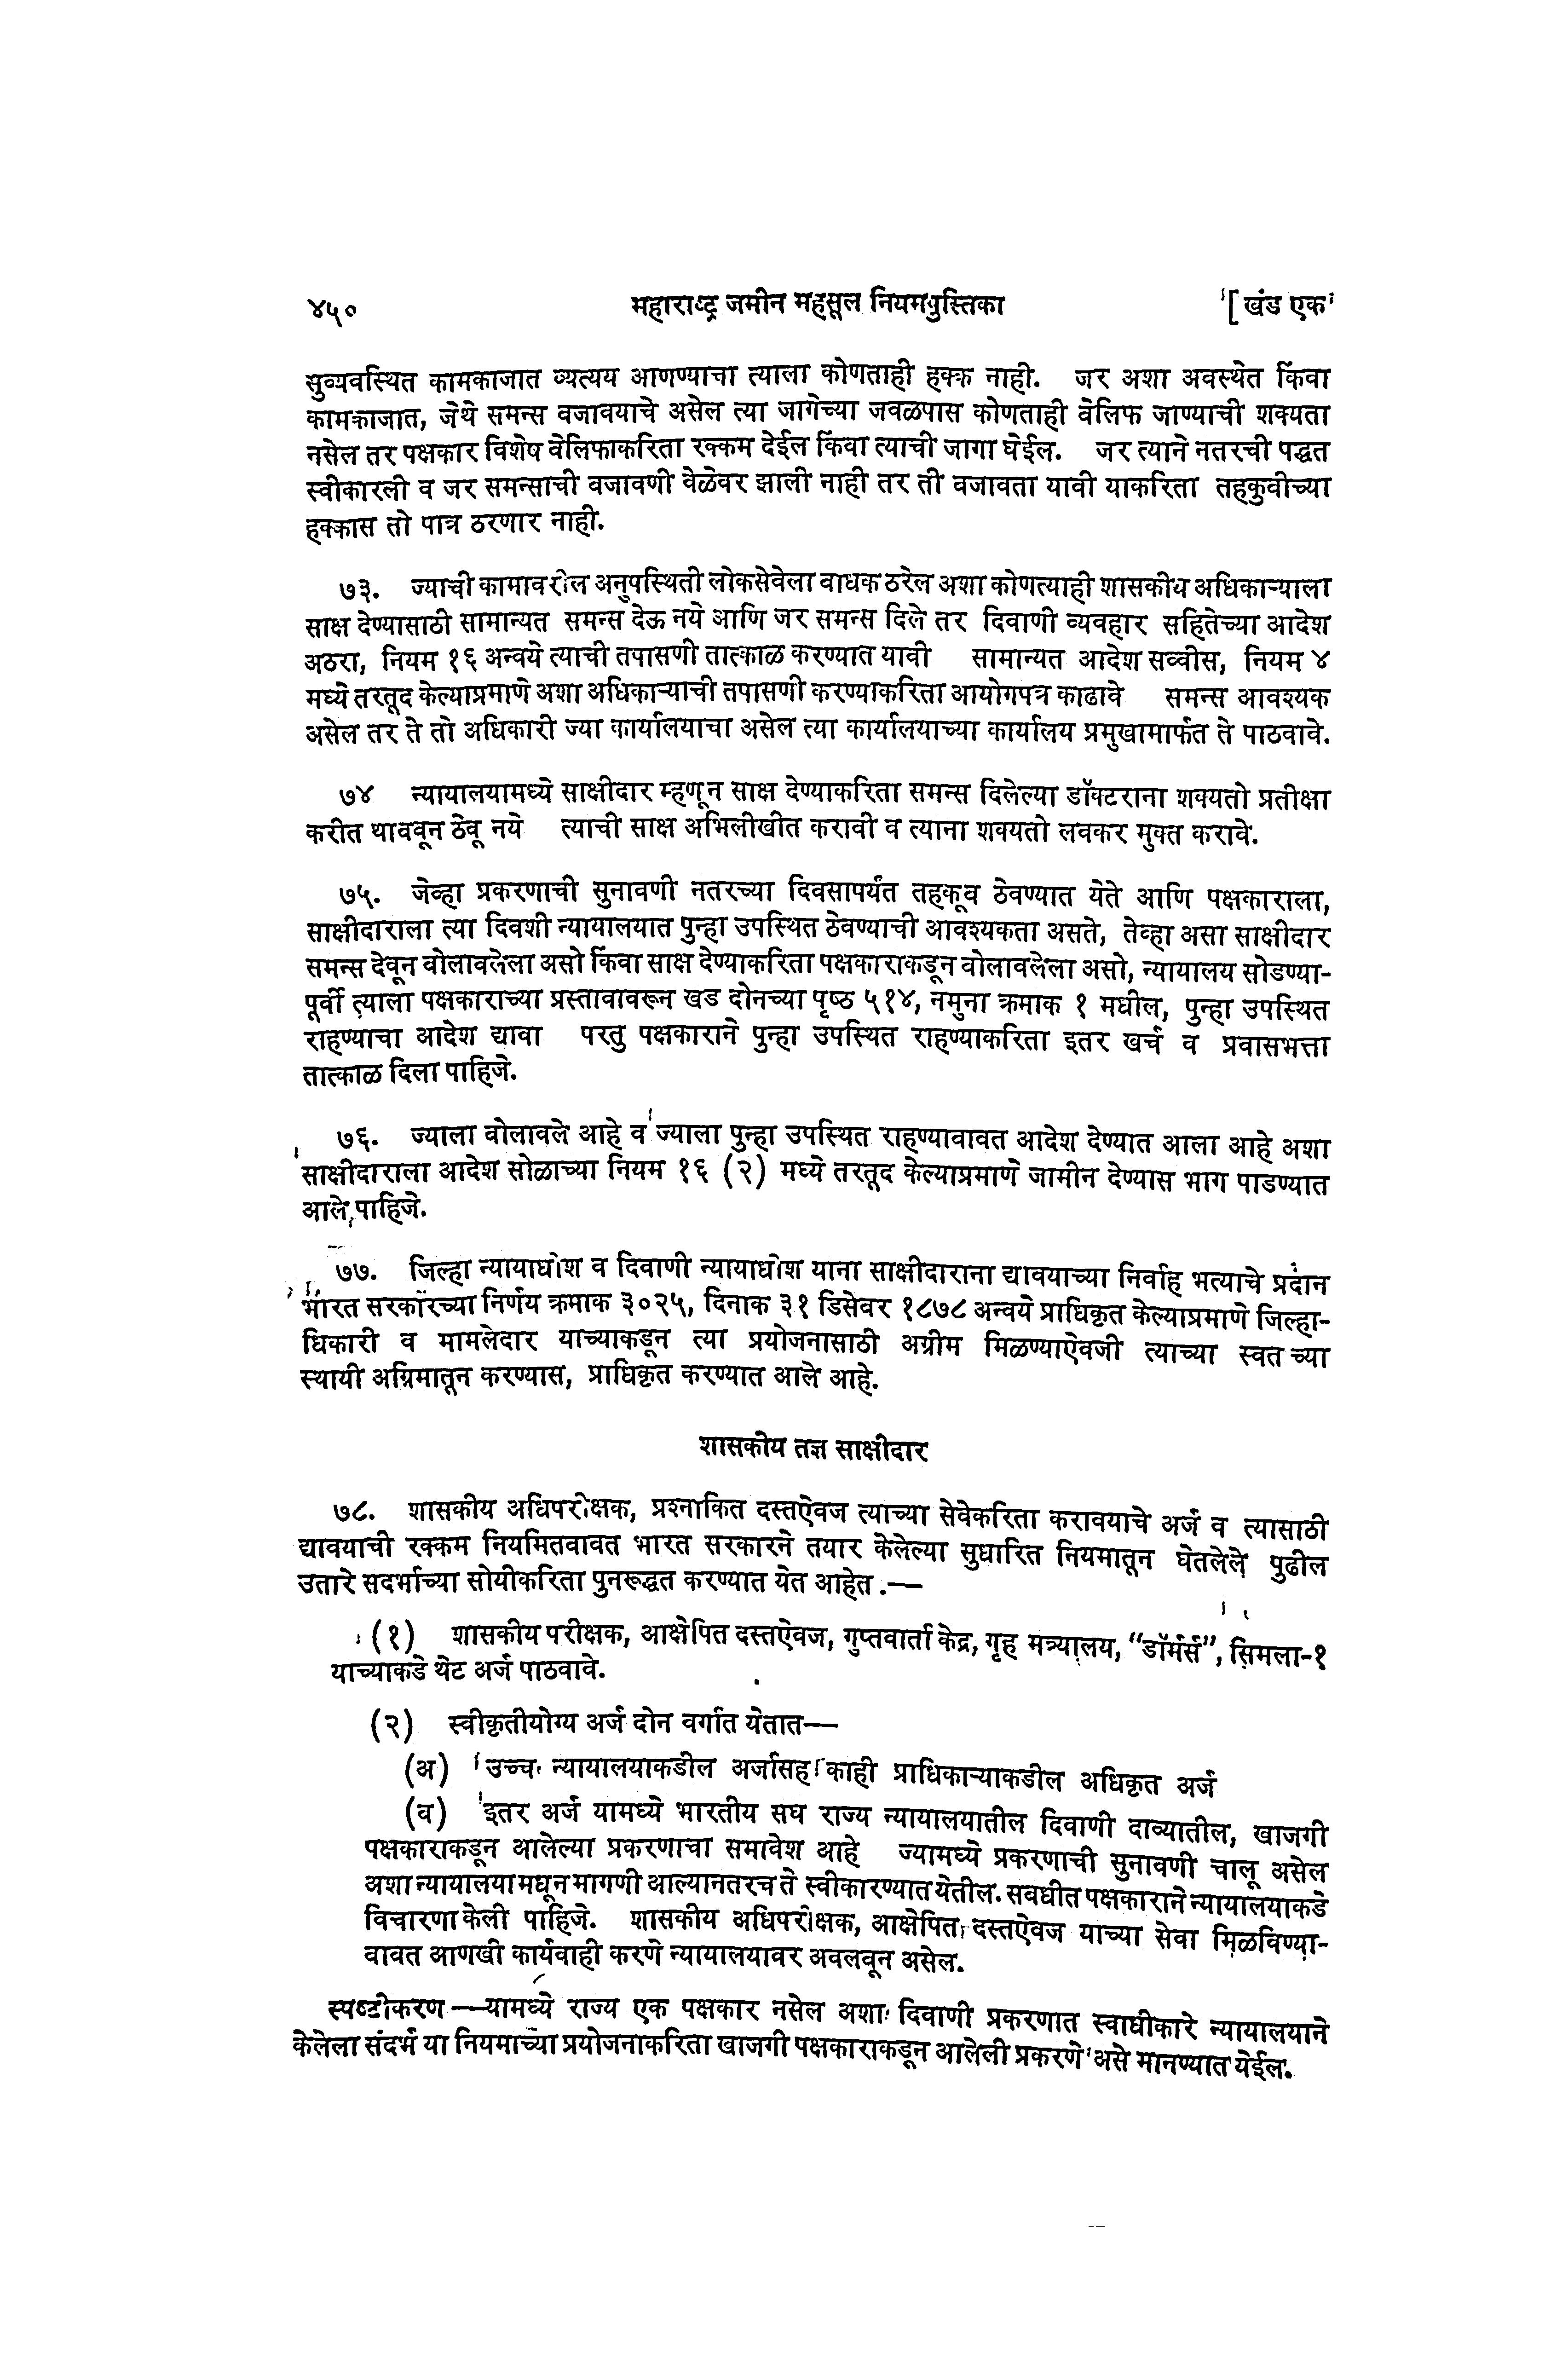 ४५०
महाराष्ट्र जमीन महसूल नियमपुस्तिका
[खंड एक
सुव्यवस्थित कामकाजात व्यत्यय आणण्याचा त्याला कोणताही हक्क नाही. जर अशा अवस्थेत किंवा
कामकाजात, जेथे समन्स वजावयाचे असेल त्या जागेच्या जवळपास कोणताही वेलिफ जाण्याची शक्यता
नसेल तर पक्षकार विशेष वेलिफाकरिता रक्कम देईल किंवा त्याची जागा घेईल. जर त्याने नतरची पद्धत
स्वीकारली व जर समन्साची वजावणी वेळेवर झाली नाही तर ती वजावता यावी याकरिता तहकुवीच्या
हक्कास तो पात्र ठरणार नाही.
७३. ज्याची कामावरील अनुपस्थिती लोकसेवेला वाधक ठरेल अशा कोणत्याही शासकीय अधिकाऱ्याला
साक्ष देण्यासाठी सामान्यत समन्स देऊ नये आणि जर समन्स दिले तर दिवाणी व्यवहार सहितेच्या आदेश
अठरा, नियम १६ अन्वये त्याची तपासणी तात्काळ करण्यात यावी सामान्यत आदेश सव्वीस, नियम ४
मध्ये तरतूद केल्याप्रमाणे अशा अधिकाऱ्याची तपासणी करण्याकरिता आयोगपत्र काढावे समन्स आवश्यक
असेल तर ते तो अधिकारी ज्या कार्यालयाचा असेल त्या कार्यालयाच्या कार्यालय प्रमुखामार्फत ते पाठवावे.
७४ न्यायालयामध्ये साक्षीदार म्हणून साक्ष देण्याकरिता समन्स दिलेल्या डॉक्टराना शक्यतो प्रतीक्षा
करीत थाववून ठेवू नये त्याची साक्ष अभिलीखीत करावी व त्याना शक्यतो लवकर मुक्त करावे.
७५. जेव्हा प्रकरणाची सुनावणी नतरच्या दिवसापर्यंत तहकूव ठेवण्यात येते आणि पक्षकाराला,
साक्षीदाराला त्या दिवशी न्यायालयात पुन्हा उपस्थित ठेवण्याची आवश्यकता असते, तेव्हा असा साक्षीदार
समन्स देवून वोलावलेला असो किंवा साक्ष देण्याकरिता पक्षकाराकडून वोलावलेला असो, न्यायालय सोडण्या-
पूर्वी त्याला पक्षकाराच्या प्रस्तावावरून खड दोनच्या पृष्ठ ५१४, नमुना क्रमाक १ मधील, पुन्हा उपस्थित
राहण्याचा आदेश द्यावा परतु पक्षकाराने पुन्हा उपस्थित राहण्याकरिता इतर खर्च व प्रवासभत्ता
तात्काळ दिला पाहिजे.
७६. ज्याला वोलावले आहे व ज्याला पुन्हा उपस्थित राहण्यावावत आदेश देण्यात आला आहे अशा
साक्षीदाराला आदेश सोळाच्या नियम १६ (२) मध्ये तरतूद केल्याप्रमाणे जामीन देण्यास भाग पाडण्यात
आले पाहिजे.
७७. जिल्हा न्यायाधीश व दिवाणी न्यायाधीश याना साक्षीदाराना द्यावयाच्या निर्वाह भत्याचे प्रदान
भारत सरकारच्या निर्णय क्रमाक ३०२५, दिनाक ३१ डिसेवर १८७८ अन्वये प्राधिकृत केल्याप्रमाणे जिल्हा-
धिकारी व मामलेदार याच्याकडून त्या प्रयोजनासाठी अग्रीम मिळण्याऐवजी त्याच्या स्वत च्या
स्थायी अग्रिमातून करण्यास, प्राधिकृत करण्यात आले आहे.
शासकीय तज्ञ साक्षीदार
७८. शासकीय अधिपरीक्षक, प्रश्नाकित दस्तऐवज त्याच्या सेवेकरिता करावयाचे अर्ज व त्यासाठी
द्यावयाची रक्कम नियमितवावत भारत सरकारने तयार केलेल्या सुधारित नियमातून घेतलेले पुढील
उतारे सदर्भाच्या सोयीकरिता पुनरूद्धत करण्यात येत आहेत .—
(१) शासकीय परीक्षक, आक्षेपित दस्तऐवज, गुप्तवार्ता केद्र, गृह मत्र्यालय, “डॉर्मर्स”, सिमला-१
याच्याकडे थेट अर्ज पाठवावे.
(२) स्वीकृतीयोग्य अर्ज दोन वर्गात येतात—
(अ) उच्च न्यायालयाकडील अर्जासह काही प्राधिकाऱ्याकडील अधिकृत अर्ज
(व) इतर अर्ज यामध्ये भारतीय सघ राज्य न्यायालयातील दिवाणी दाव्यातील, खाजगी
पक्षकाराकडून आलेल्या प्रकरणाचा समावेश आहे ज्यामध्ये प्रकरणाची सुनावणी चालू असेल
अशा न्यायालयामधून मागणी आल्यानतरच ते स्वीकारण्यात येतील. सवधीत पक्षकाराने न्यायालयाकडे
विचारणा केली पाहिजे. शासकीय अधिपरीक्षक, आक्षेपित दस्तऐवज याच्या सेवा मिळविण्या-
वावत आणखी कार्यवाही करणे न्यायालयावर अवलवून असेल.
स्पष्टीकरण —यामध्ये राज्य एक पक्षकार नसेल अशा दिवाणी प्रकरणात स्वाधीकारे न्यायालयाने
केलेला संदर्भ या नियमाच्या प्रयोजनाकरिता खाजगी पक्षकाराकडून आलेली प्रकरणे असे मानण्यात येईल.